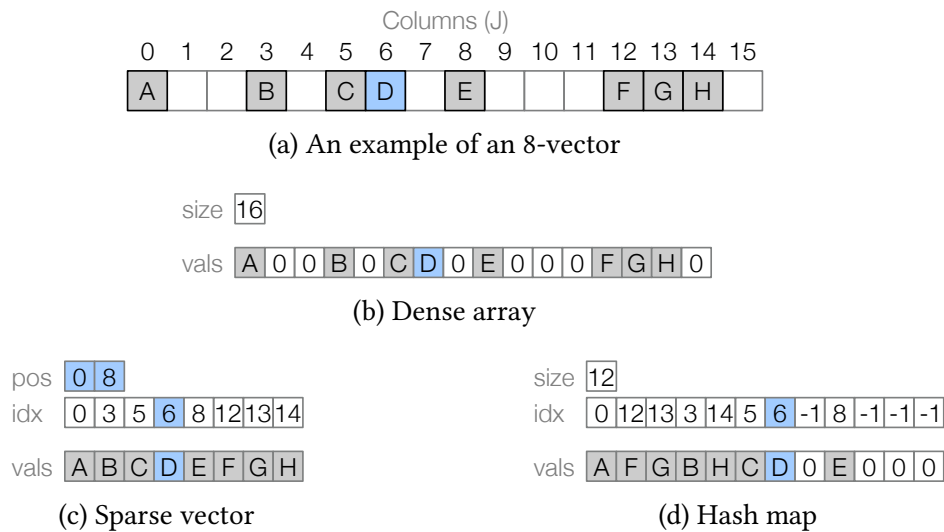 Columns (J)
0 1 2 3 4 5 6 7 8 9 10 11 12 13 14 15
A B C D E F G H
(a) An example of an 8-vector
size 16
vals A 0 0 B 0 C D 0 E 0 0 0 F G H 0
(b) Dense array
pos 0 8
idx 0 3 5 6 8 12 13 14
vals A B C D E F G H
(c) Sparse vector
size 12
idx 0 12 13 3 14 5 6 -1 8 -1 -1 -1
vals A F G B H C D 0 E 0 0 0
(d) Hash map